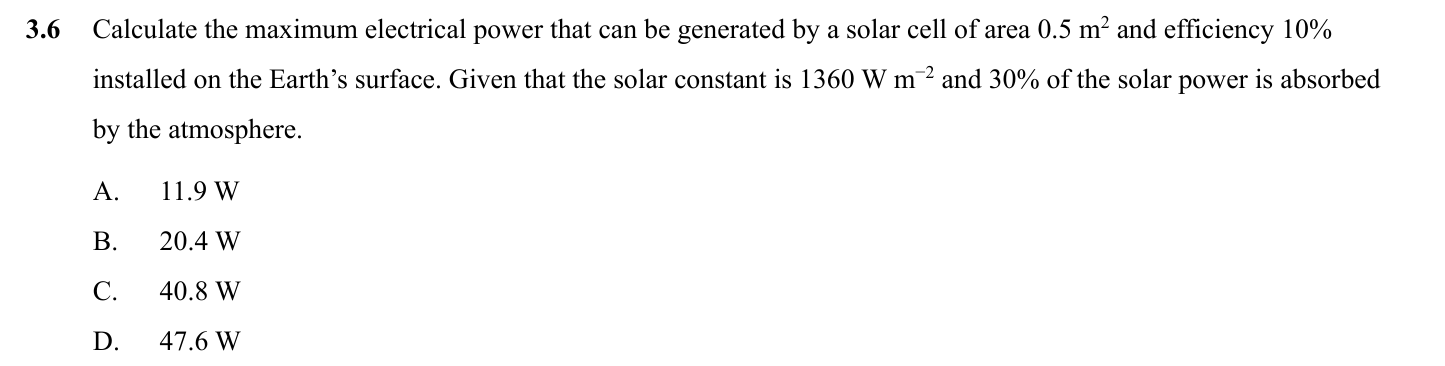 3.6 Calculate the maximum electrical power that can be generated by a solar cell of area 0.5 m² and efficiency 10%
installed on the Earth’s surface. Given that the solar constant is 1360 W m⁻² and 30% of the solar power is absorbed
by the atmosphere.
A. 11.9 W
B. 20.4 W
C. 40.8 W
D. 47.6 W